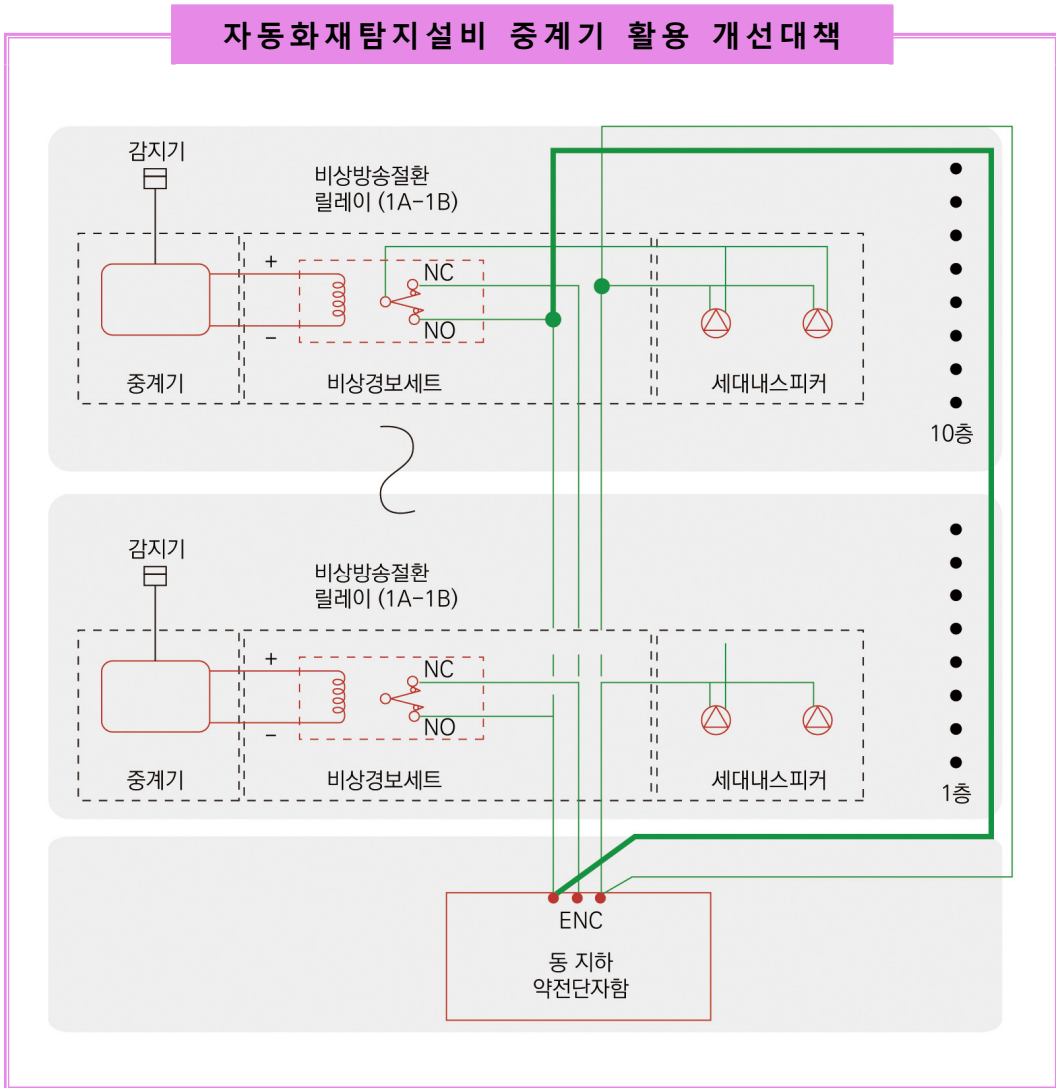 자동화재탐지설비 중계기 활용 개선대책
감지기
비상방송절환
릴레이 (1A-1B)
+
NC
NO
-
중계기
비상경보세트
세대내스피커
10층
감지기
비상방송절환
릴레이 (1A-1B)
+
NC
NO
-
중계기
비상경보세트
세대내스피커
1층
ENC
동 지하
약전단자함